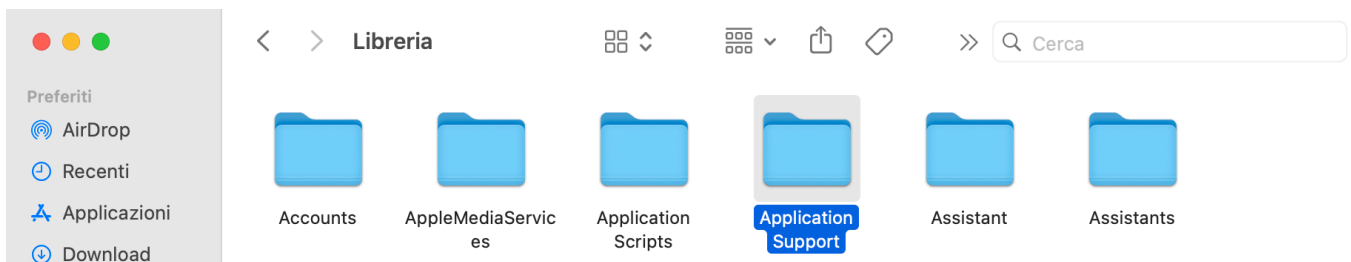 Libreria
Cerca
Preferiti
AirDrop
Recenti
Applicazioni
Download
Accounts
AppleMediaServic
es
Application
Scripts
Application
Support
Assistant
Assistants